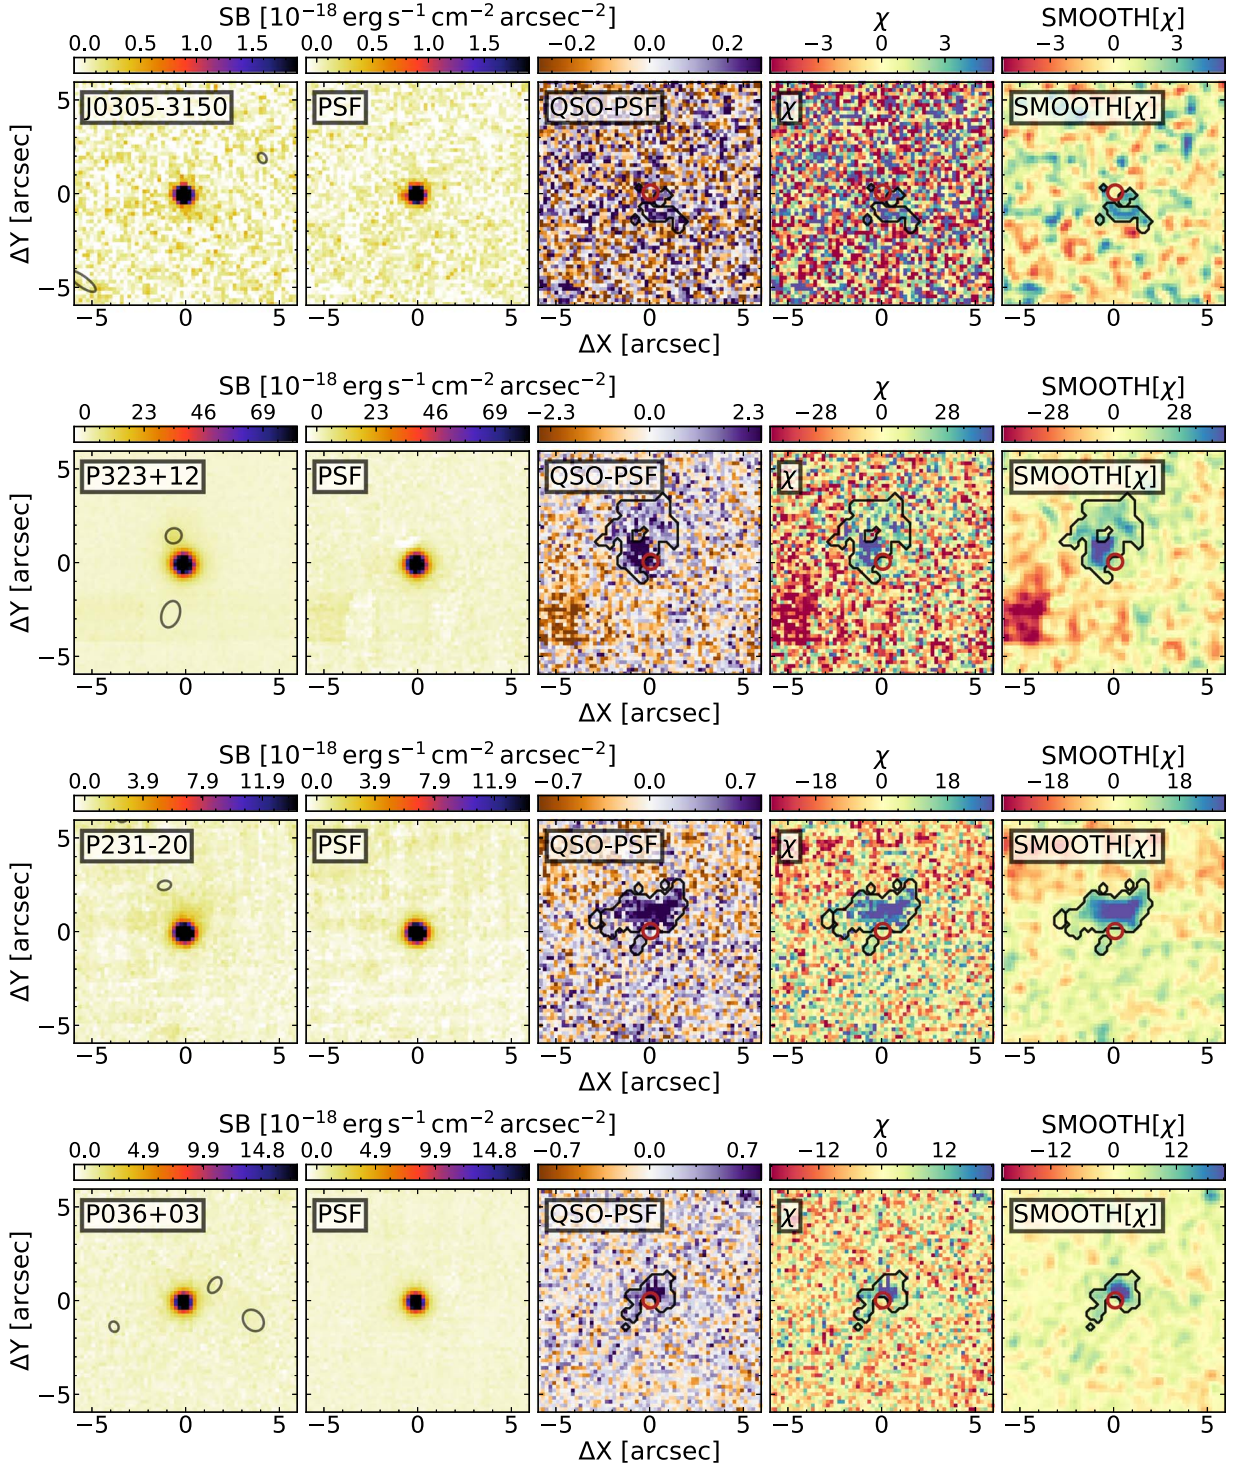 SB [10⁻¹⁸ erg s⁻¹ cm⁻² arcsec⁻²] χ SMOOTH[χ]
0.0 0.5 1.0 1.5 0.0 0.5 1.0 1.5 −0.2 0.0 0.2 −3 0 3 −3 0 3
J0305-3150 PSF QSO-PSF χ SMOOTH[χ]
5
0
−5
ΔY [arcsec]
−5 0 5 −5 0 5 −5 0 5 −5 0 5 −5 0 5
ΔX [arcsec]
SB [10⁻¹⁸ erg s⁻¹ cm⁻² arcsec⁻²] χ SMOOTH[χ]
0 23 46 69 0 23 46 69 −2.3 0.0 2.3 −28 0 28 −28 0 28
P323+12 PSF QSO-PSF χ SMOOTH[χ]
5
0
−5
ΔY [arcsec]
−5 0 5 −5 0 5 −5 0 5 −5 0 5 −5 0 5
ΔX [arcsec]
SB [10⁻¹⁸ erg s⁻¹ cm⁻² arcsec⁻²] χ SMOOTH[χ]
0.0 3.9 7.9 11.9 0.0 3.9 7.9 11.9 −0.7 0.0 0.7 −18 0 18 −18 0 18
P231-20 PSF QSO-PSF χ SMOOTH[χ]
5
0
−5
ΔY [arcsec]
−5 0 5 −5 0 5 −5 0 5 −5 0 5 −5 0 5
ΔX [arcsec]
SB [10⁻¹⁸ erg s⁻¹ cm⁻² arcsec⁻²] χ SMOOTH[χ]
0.0 4.9 9.9 14.8 0.0 4.9 9.9 14.8 −0.7 0.0 0.7 −12 0 12 −12 0 12
P036+03 PSF QSO-PSF χ SMOOTH[χ]
5
0
−5
ΔY [arcsec]
−5 0 5 −5 0 5 −5 0 5 −5 0 5 −5 0 5
ΔX [arcsec]